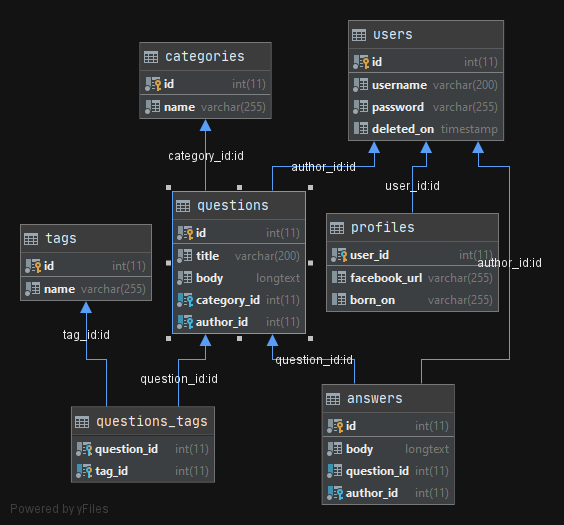 users
id int(11)
username varchar(200)
password varchar(255)
deleted_on timestamp
categories
id int(11)
name varchar(255)
category_id:id
author_id:id
user_id:id
questions
id int(11)
title varchar(200)
body longtext
category_id int(11)
author_id int(11)
profiles
user_id int(11)
facebook_url varchar(255)
born_on varchar(255)
author_id:id
tags
id int(11)
name varchar(255)
tag_id:id
question_id:id
question_id:id
questions_tags
question_id int(11)
tag_id int(11)
answers
id int(11)
body longtext
question_id int(11)
author_id int(11)
Powered by yFiles